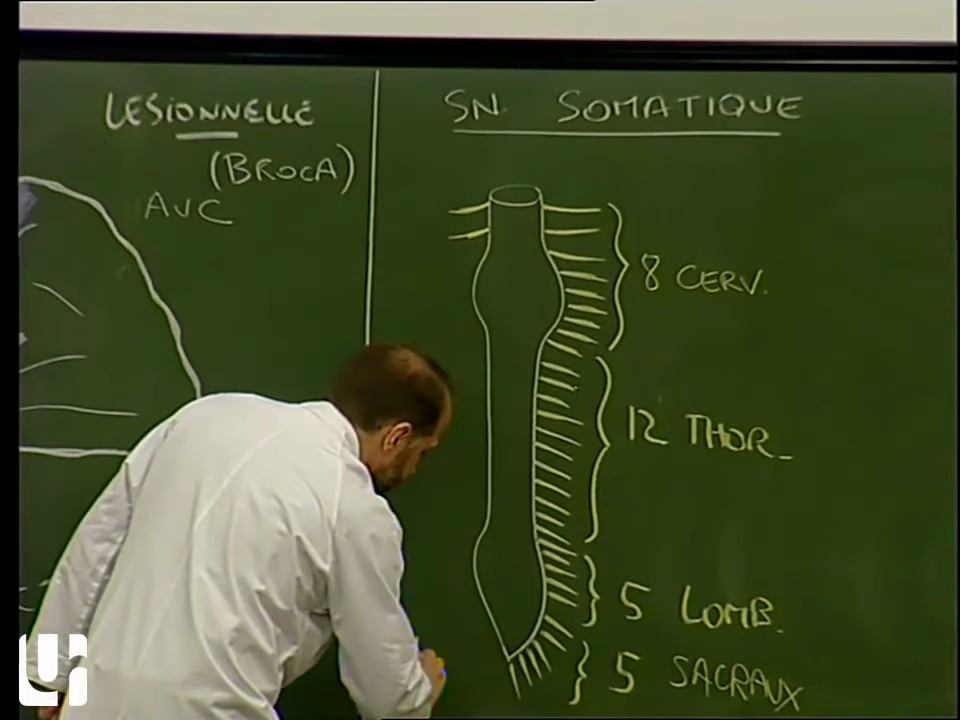 LESIONNELLE
(BROCA)
AVC
SN. SOMATIQUE
8 CERV.
12 THOR.
5 LOMB.
5 SACRAUX